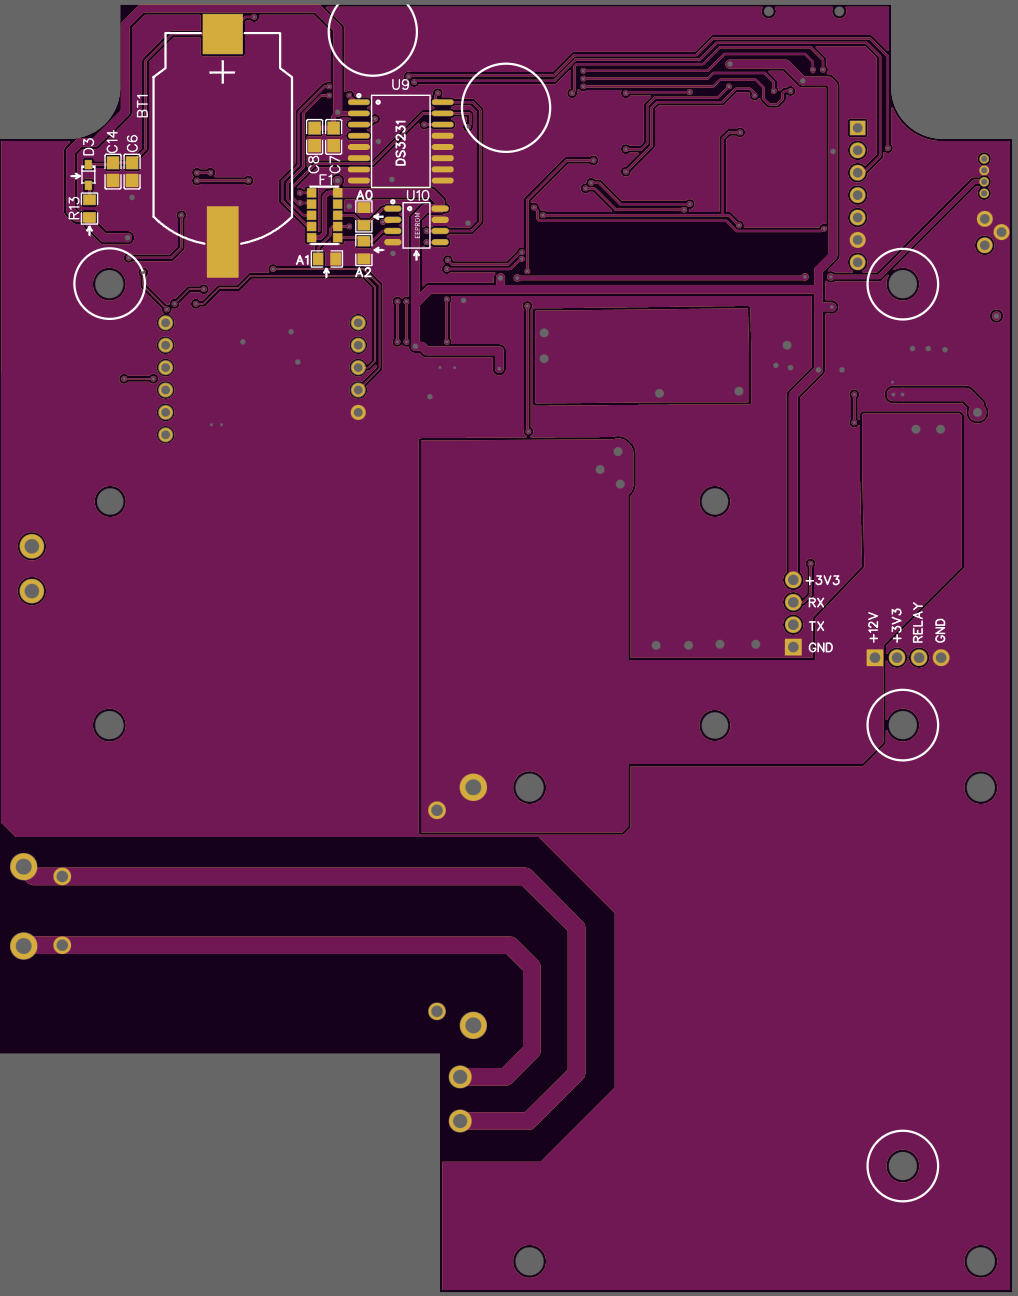 U9
BT1
DS3231
D3
C14
C6
C8
C7
F1
A0
U10
EEPROM
R13
A1
A2
+3V3
RX
TX
GND
+12V
+3V3
RELAY
GND